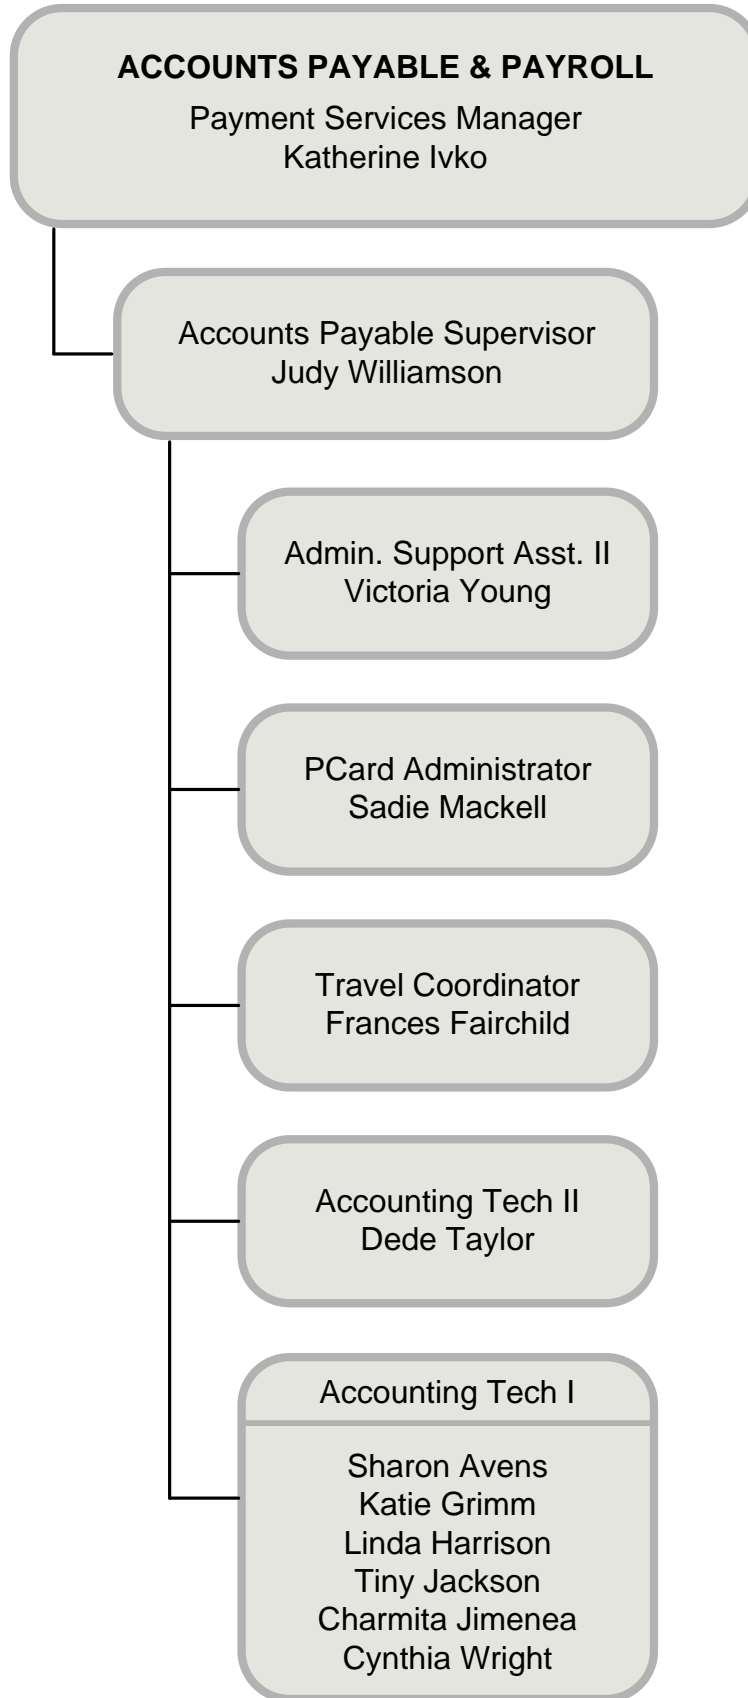 ACCOUNTS PAYABLE & PAYROLL
Payment Services Manager
Katherine Ivko
Accounts Payable Supervisor
Judy Williamson
Admin. Support Asst. II
Victoria Young
PCard Administrator
Sadie Mackell
Travel Coordinator
Frances Fairchild
Accounting Tech II
Dede Taylor
Accounting Tech I
Sharon Avens
Katie Grimm
Linda Harrison
Tiny Jackson
Charmita Jimenea
Cynthia Wright